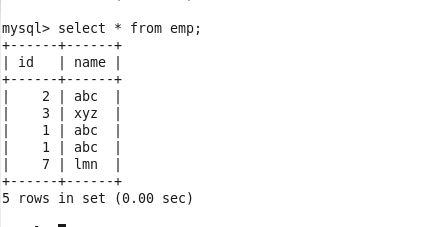 mysql> select * from emp;
+------+------+
| id   | name |
+------+------+
|    2 | abc  |
|    3 | xyz  |
|    1 | abc  |
|    1 | abc  |
|    7 | lmn  |
+------+------+
5 rows in set (0.00 sec)